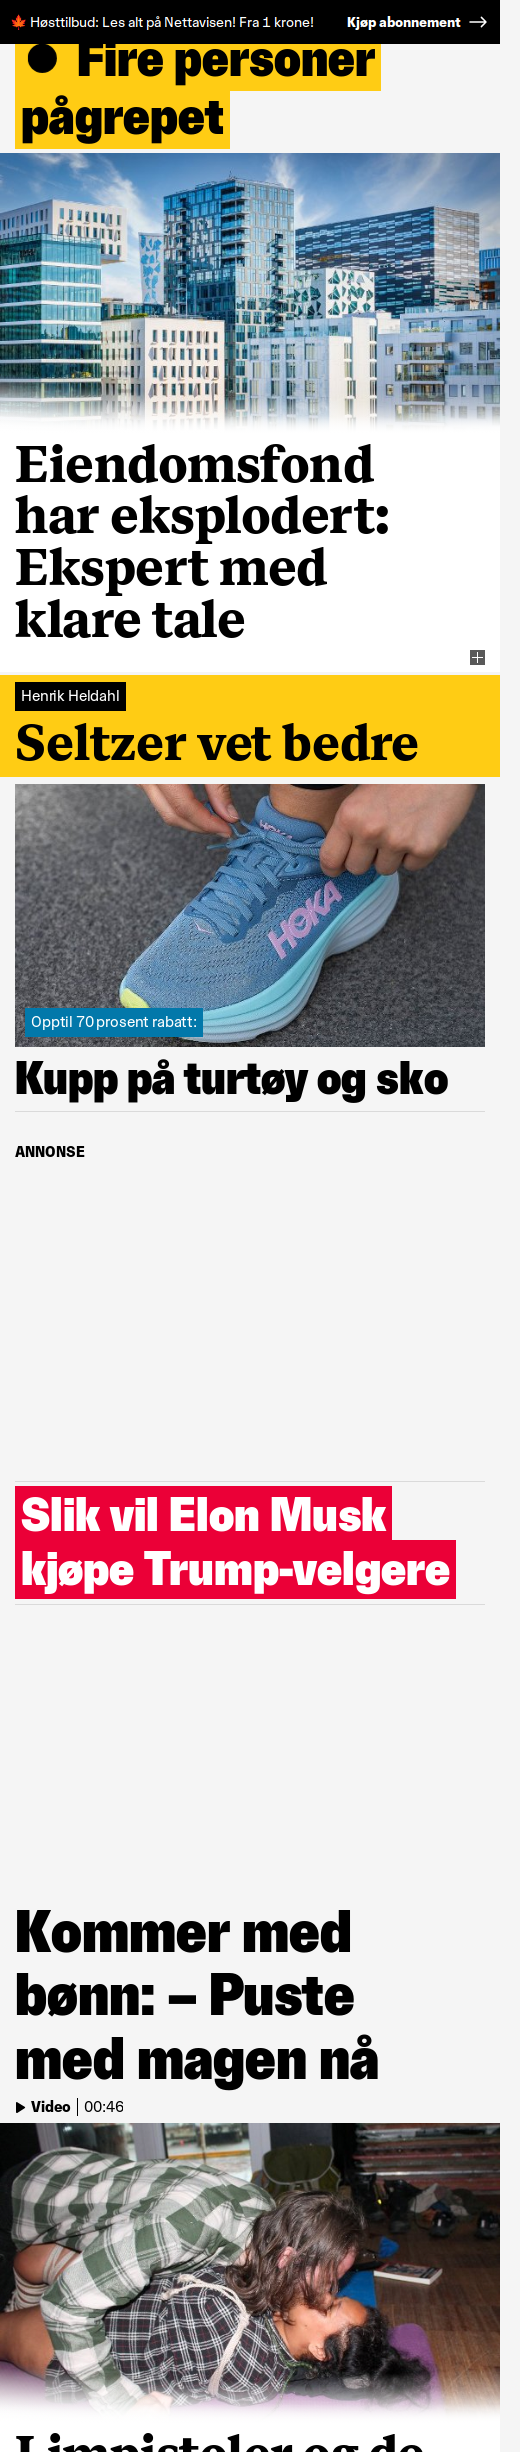 🍁 Høsttilbud: Les alt på Nettavisen! Fra 1 krone!
Kjøp abonnement →
● Fire personer
pågrepet
Eiendomsfond
har eksplodert:
Ekspert med
klare tale
Henrik Heldahl
Seltzer vet bedre
HOKA
Opptil 70 prosent rabatt:
Kupp på turtøy og sko
ANNONSE
Slik vil Elon Musk
kjøpe Trump-velgere
Kommer med
bønn: – Puste
med magen nå
Video | 00:46